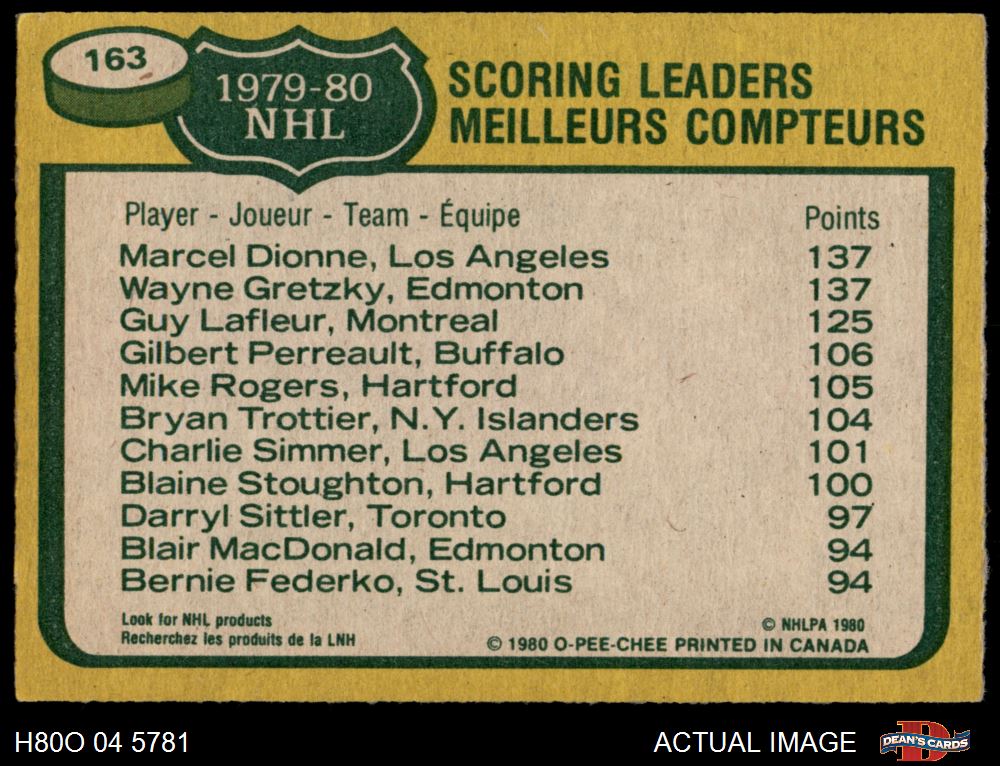 163
1979-80
NHL
SCORING LEADERS
MEILLEURS COMPTEURS
Player - Joueur - Team - Équipe Points
Marcel Dionne, Los Angeles 137
Wayne Gretzky, Edmonton 137
Guy Lafleur, Montreal 125
Gilbert Perreault, Buffalo 106
Mike Rogers, Hartford 105
Bryan Trottier, N.Y. Islanders 104
Charlie Simmer, Los Angeles 101
Blaine Stoughton, Hartford 100
Darryl Sittler, Toronto 97
Blair MacDonald, Edmonton 94
Bernie Federko, St. Louis 94
Look for NHL products © NHLPA 1980
Recherchez les produits de la LNH © 1980 O-PEE-CHEE PRINTED IN CANADA
H80O 04 5781 ACTUAL IMAGE D DEAN'S CARDS